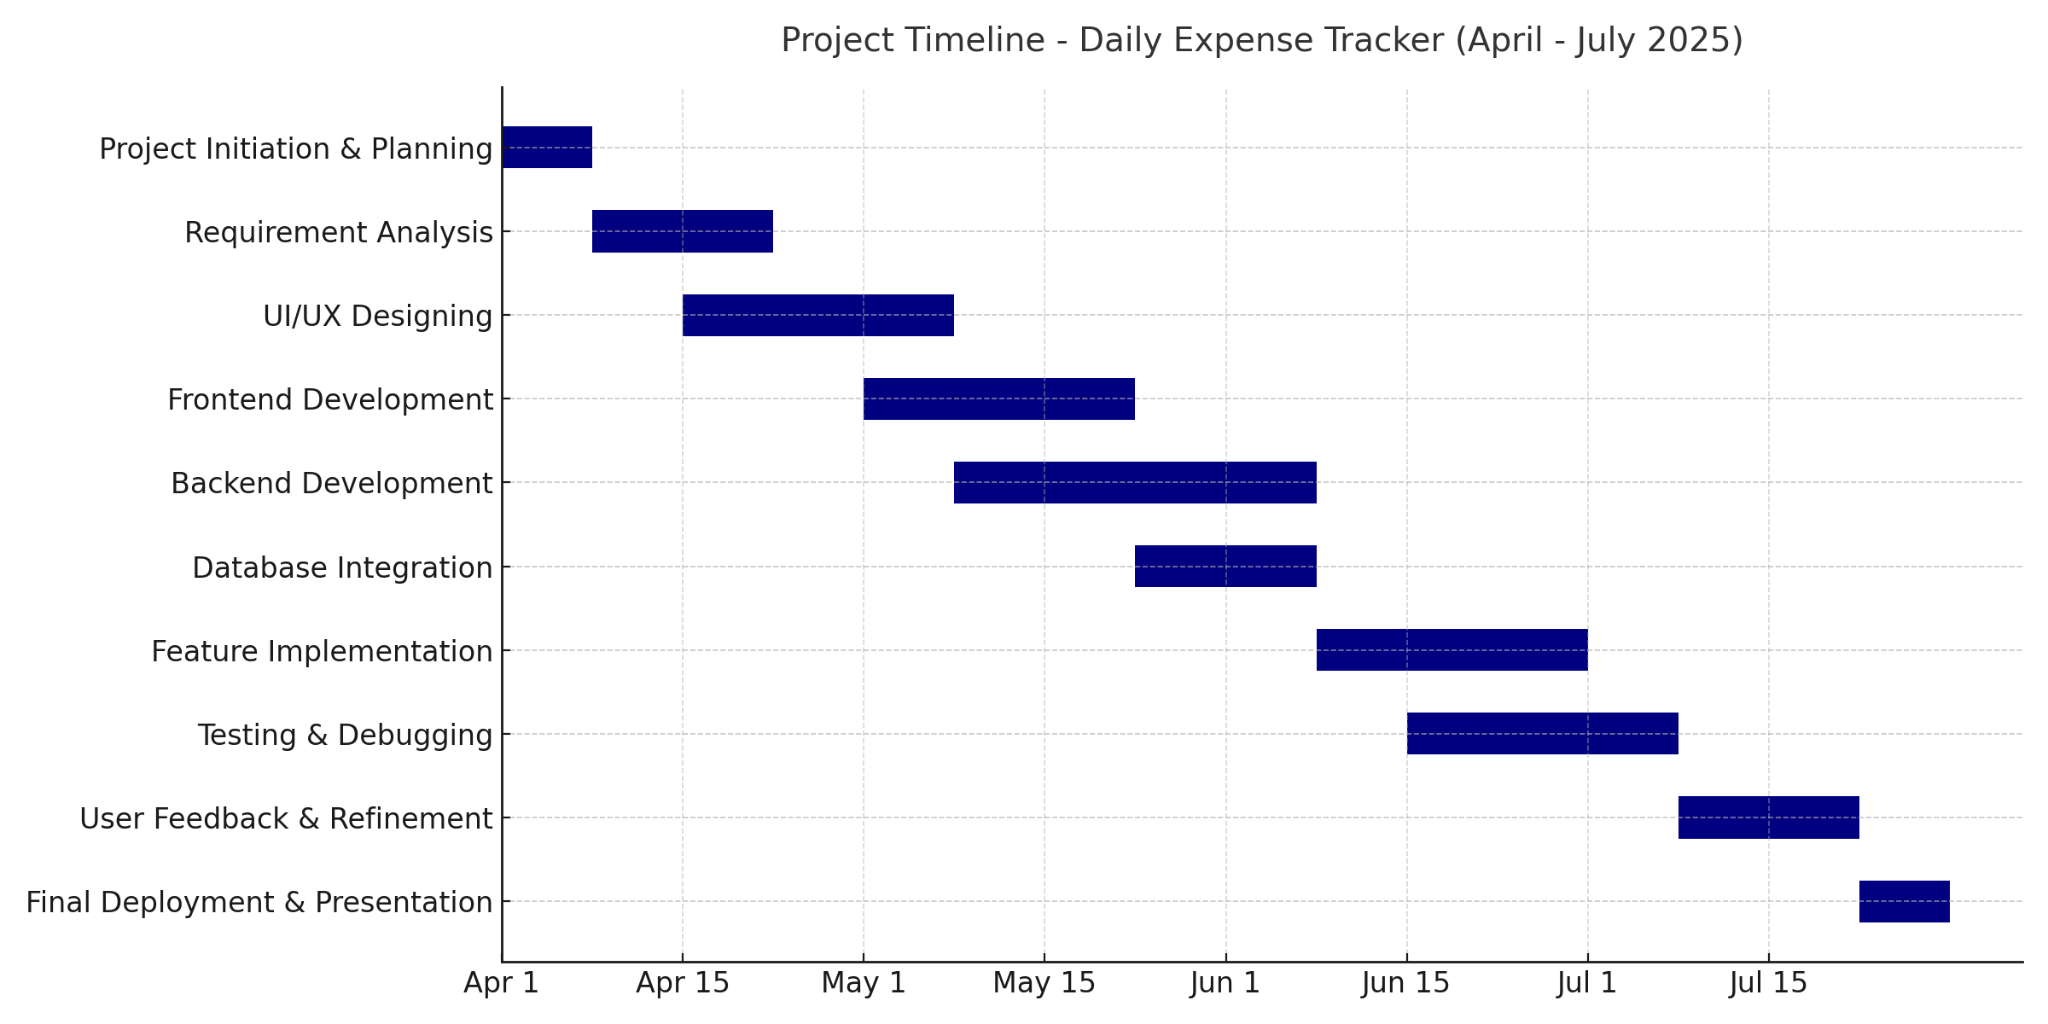 Project Timeline - Daily Expense Tracker (April - July 2025)
Project Initiation & Planning
Requirement Analysis
UI/UX Designing
Frontend Development
Backend Development
Database Integration
Feature Implementation
Testing & Debugging
User Feedback & Refinement
Final Deployment & Presentation
Apr 1 Apr 15 May 1 May 15 Jun 1 Jun 15 Jul 1 Jul 15